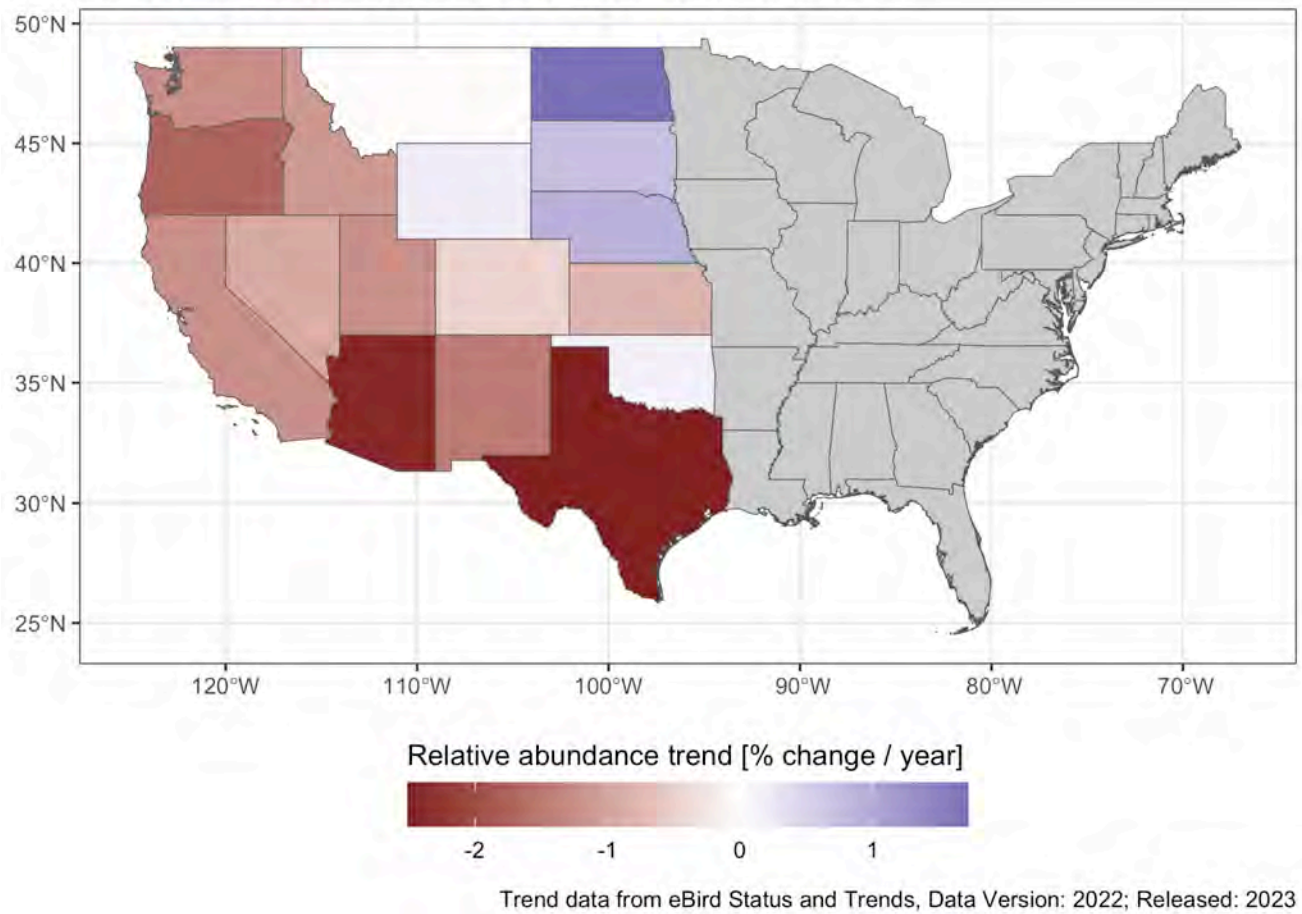 50°N
45°N
40°N
35°N
30°N
25°N
120°W 110°W 100°W 90°W 80°W 70°W
Relative abundance trend [% change / year]
-2 -1 0 1
Trend data from eBird Status and Trends, Data Version: 2022; Released: 2023